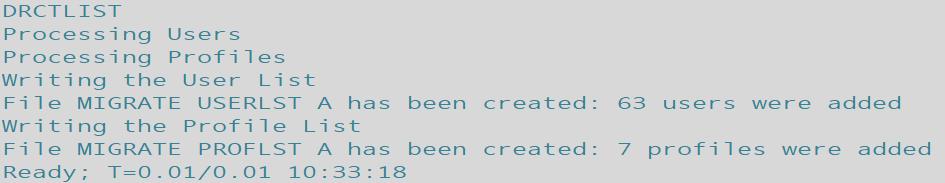 DRCTLIST
Processing Users
Processing Profiles
Writing the User List
File MIGRATE USERLST A has been created: 63 users were added
Writing the Profile List
File MIGRATE PROFLST A has been created: 7 profiles were added
Ready; T=0.01/0.01 10:33:18